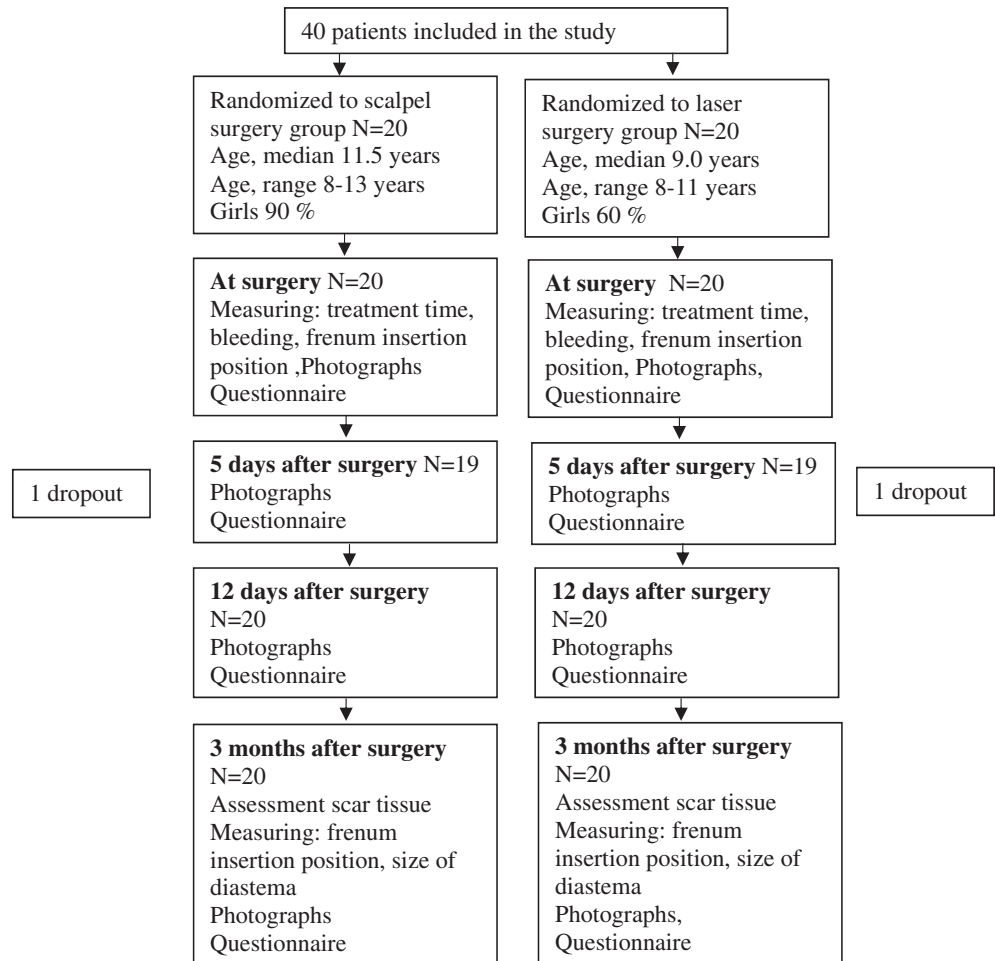 40 patients included in the study
Randomized to scalpel
surgery group N=20
Age, median 11.5 years
Age, range 8-13 years
Girls 90 %
Randomized to laser
surgery group N=20
Age, median 9.0 years
Age, range 8-11 years
Girls 60 %
At surgery N=20
Measuring: treatment time,
bleeding, frenum insertion
position ,Photographs
Questionnaire
At surgery N=20
Measuring: treatment time,
bleeding, frenum insertion
position, Photographs,
Questionnaire
1 dropout
5 days after surgery N=19
Photographs
Questionnaire
5 days after surgery N=19
Photographs
Questionnaire
1 dropout
12 days after surgery
N=20
Photographs
Questionnaire
12 days after surgery
N=20
Photographs
Questionnaire
3 months after surgery
N=20
Assessment scar tissue
Measuring: frenum
insertion position, size of
diastema
Photographs
Questionnaire
3 months after surgery
N=20
Assessment scar tissue
Measuring: frenum
insertion position, size of
diastema
Photographs,
Questionnaire